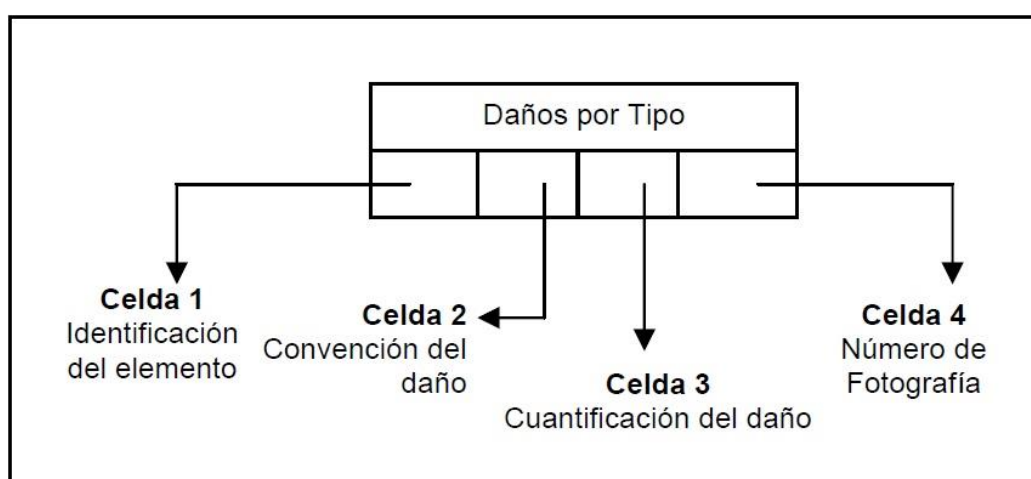 Daños por Tipo
Celda 1
Identificación
del elemento
Celda 2
Convención del
daño
Celda 3
Cuantificación del daño
Celda 4
Número de
Fotografía